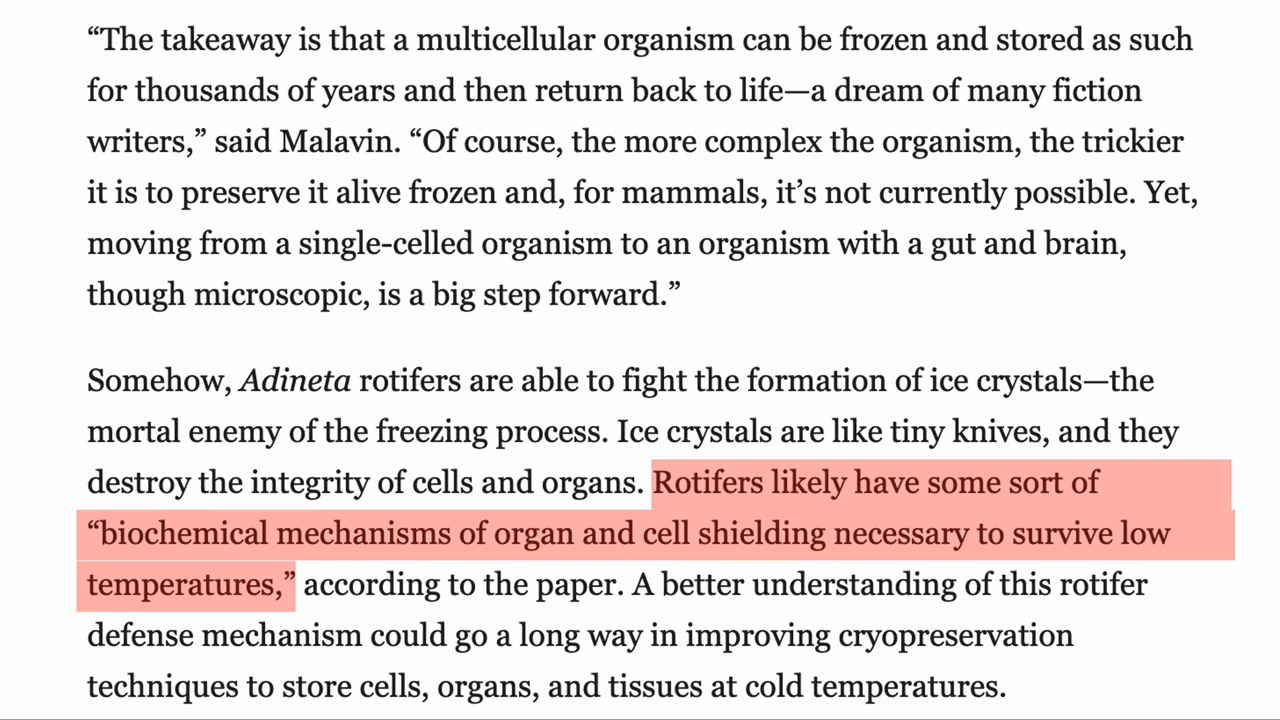 “The takeaway is that a multicellular organism can be frozen and stored as such
for thousands of years and then return back to life—a dream of many fiction
writers,” said Malavin. “Of course, the more complex the organism, the trickier
it is to preserve it alive frozen and, for mammals, it’s not currently possible. Yet,
moving from a single-celled organism to an organism with a gut and brain,
though microscopic, is a big step forward.”
Somehow, Adineta rotifers are able to fight the formation of ice crystals—the
mortal enemy of the freezing process. Ice crystals are like tiny knives, and they
destroy the integrity of cells and organs. Rotifers likely have some sort of
“biochemical mechanisms of organ and cell shielding necessary to survive low
temperatures,” according to the paper. A better understanding of this rotifer
defense mechanism could go a long way in improving cryopreservation
techniques to store cells, organs, and tissues at cold temperatures.